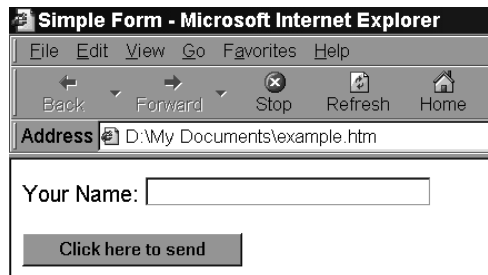 Simple Form - Microsoft Internet Explorer
File Edit View Go Favorites Help
Back Forward Stop Refresh Home
Address D:\My Documents\example.htm
Your Name:
Click here to send